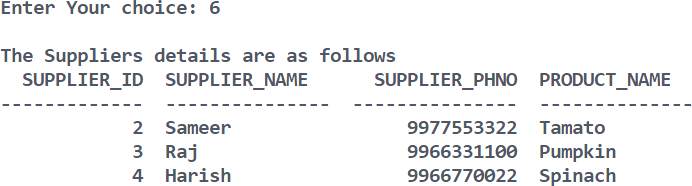 Enter Your choice: 6
The Suppliers details are as follows
SUPPLIER_ID SUPPLIER_NAME SUPPLIER_PHNO PRODUCT_NAME
------------- --------------- --------------- --------------
2 Sameer 9977553322 Tamato
3 Raj 9966331100 Pumpkin
4 Harish 9966770022 Spinach